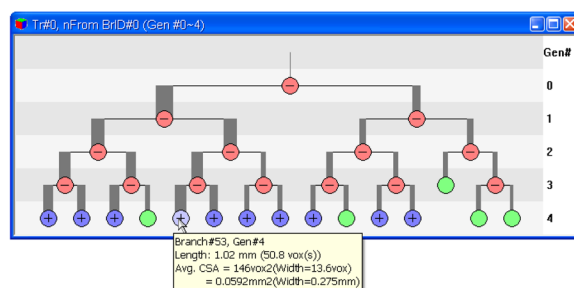 Tr#0, nFrom BrID#0 (Gen #0~4)
Gen#
0
1
2
3
4
Branch#53, Gen#4
Length: 1.02 mm (50.8 vox(s))
Avg. CSA = 146vox2(Width=13.6vox)
= 0.0592mm2(Width=0.275mm)